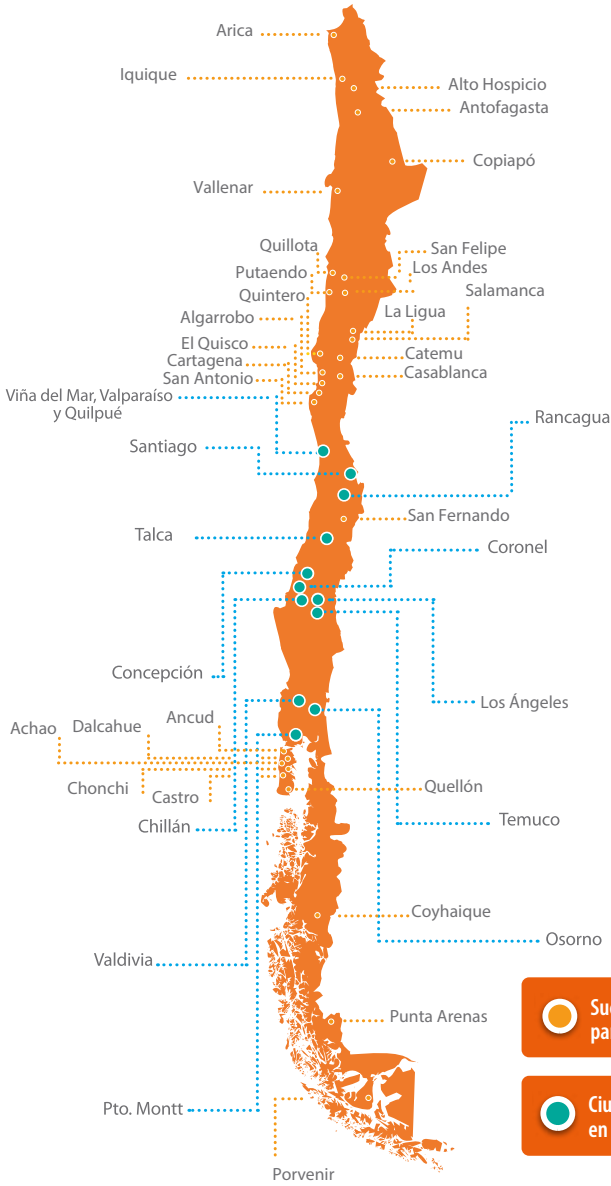 Arica
Iquique
Alto Hospicio
Antofagasta
Copiapó
Vallenar
Quillota
San Felipe
Putaendo
Los Andes
Quintero
Salamanca
La Ligua
Algarrobo
El Quisco
Catemu
Cartagena
Casablanca
San Antonio
Viña del Mar, Valparaíso
y Quilpué
Rancagua
Santiago
San Fernando
Talca
Coronel
Concepción
Los Ángeles
Ancud
Dalcahue
Achao
Chonchi
Castro
Quellón
Chillán
Temuco
Coyhaique
Osorno
Valdivia
Punta Arenas
Pto. Montt
Porvenir
en